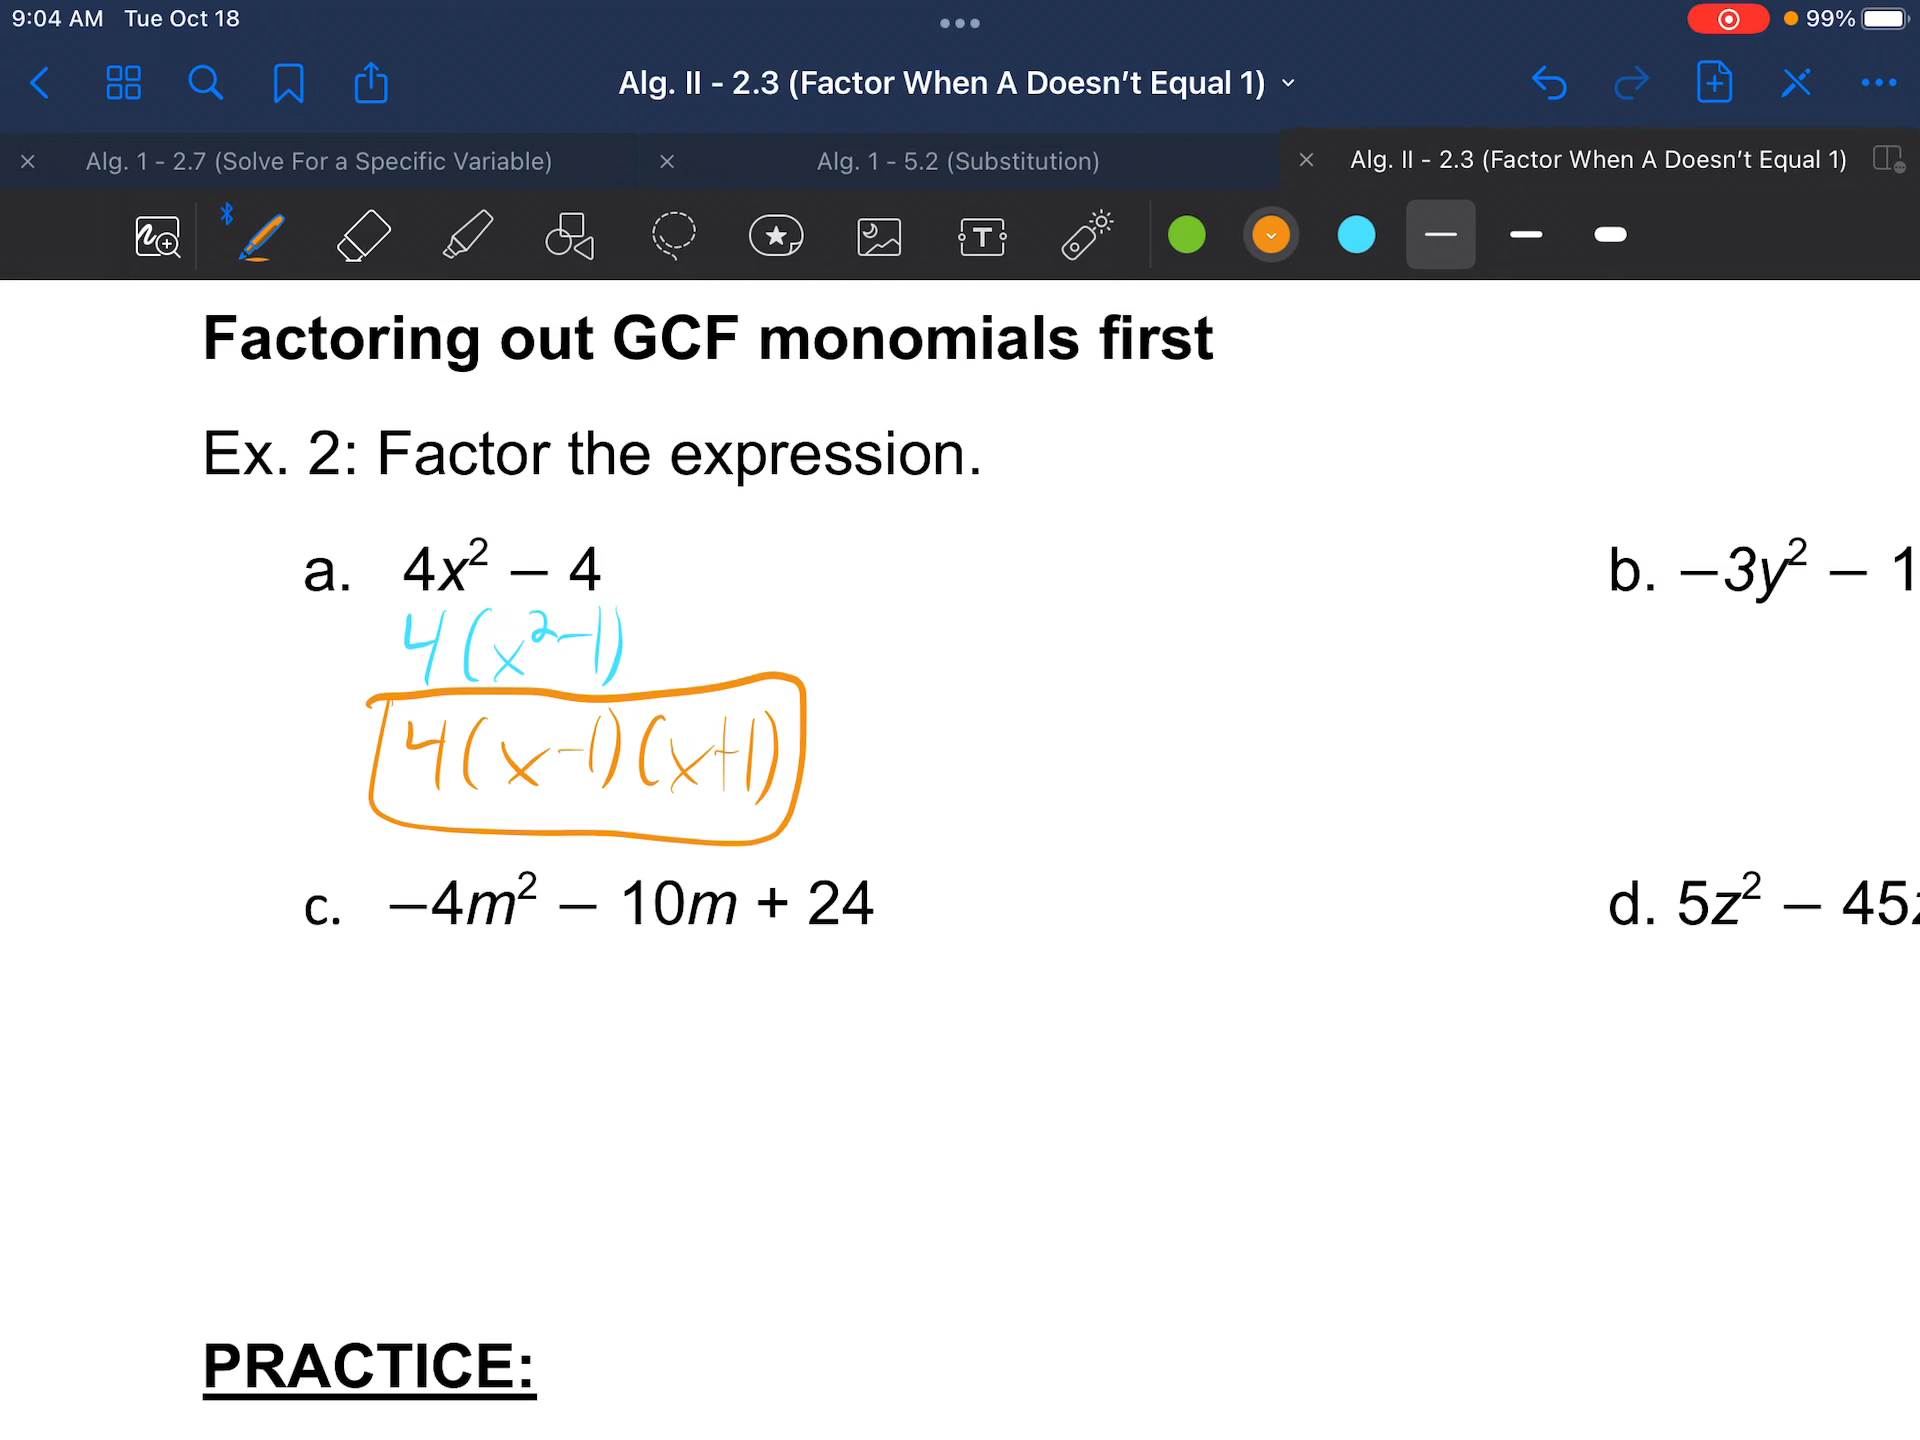 9:04 AM Tue Oct 18
99%
Alg. II - 2.3 (Factor When A Doesn't Equal 1)
Alg. 1 - 2.7 (Solve For a Specific Variable)
Alg. 1 - 5.2 (Substitution)
Alg. II - 2.3 (Factor When A Doesn't Equal 1)
T
Factoring out GCF monomials first
Ex. 2: Factor the expression.
a. 4x² – 4
b. –3y² – 1
4(x²-1)
4(x-1)(x+1)
c. –4m² – 10m + 24
d. 5z² – 45z
PRACTICE: